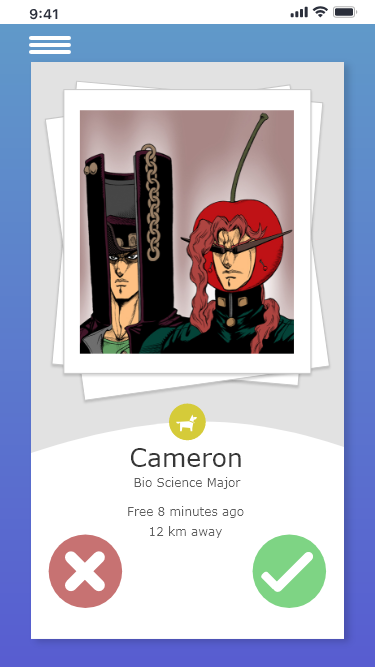 9:41
Cameron
Bio Science Major
Free 8 minutes ago
12 km away